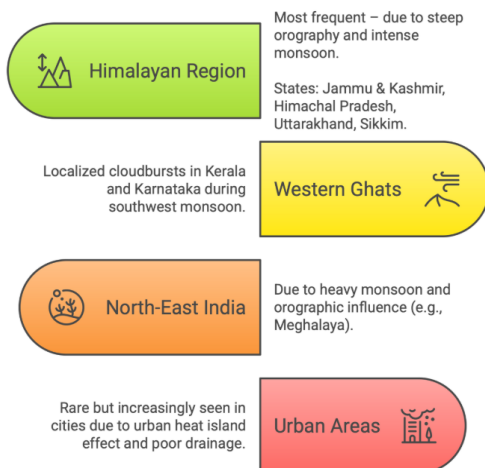 Most frequent – due to steep
orography and intense
monsoon.
Himalayan Region
States: Jammu & Kashmir,
Himachal Pradesh,
Uttarakhand, Sikkim.
Localized cloudbursts in Kerala
and Karnataka during
southwest monsoon.
Western Ghats
North-East India
Due to heavy monsoon and
orographic influence (e.g.,
Meghalaya).
Rare but increasingly seen in
cities due to urban heat island
effect and poor drainage.
Urban Areas